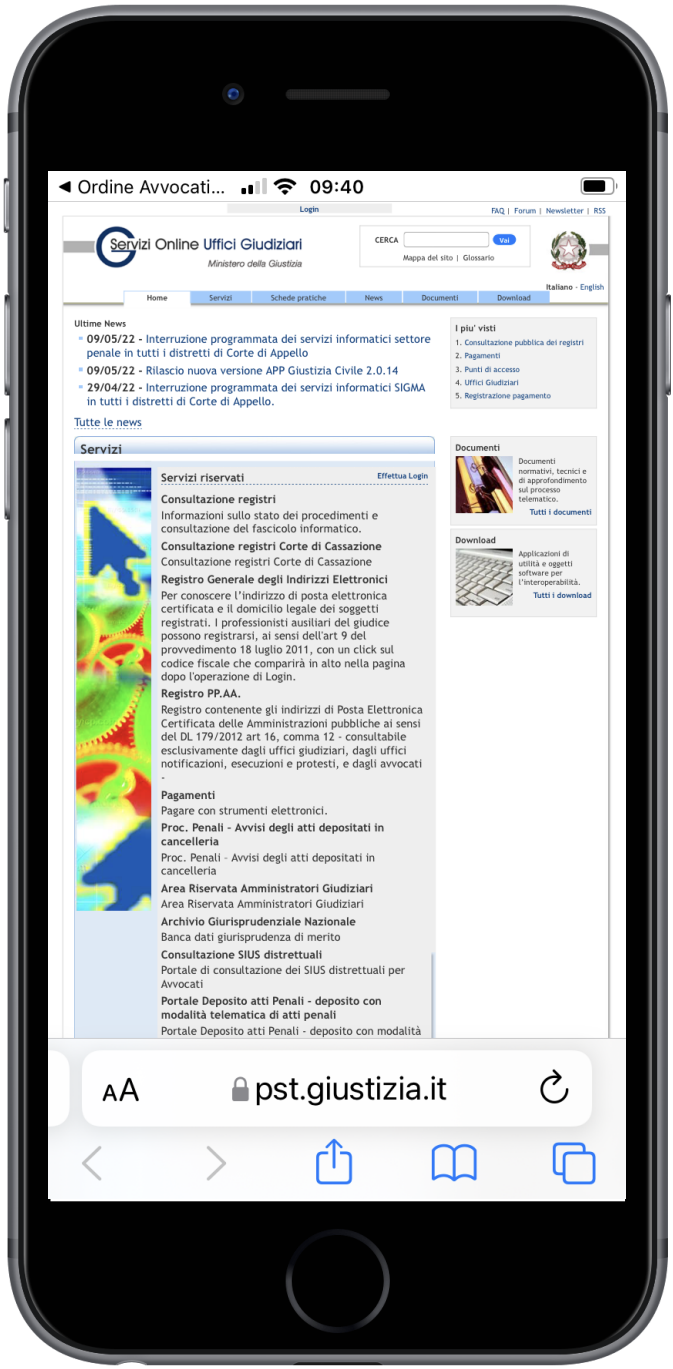 Ordine Avvocati... 09:40
Login
FAQ | Forum | Newsletter | RSS
Servizi Online Uffici Giudiziari
Ministero della Giustizia
CERCA Vai
Mappa del sito | Glossario
Italiano - English
Home Servizi Schede pratiche News Documenti Download
Ultime News
09/05/22 - Interruzione programmata dei servizi informatici settore
penale in tutti i distretti di Corte di Appello
09/05/22 - Rilascio nuova versione APP Giustizia Civile 2.0.14
29/04/22 - Interruzione programmata dei servizi informatici SIGMA
in tutti i distretti di Corte di Appello.
Tutte le news
I piu' visti
1. Consultazione pubblica dei registri
2. Pagamenti
3. Punti di accesso
4. Uffici Giudiziari
5. Registrazione pagamento
Servizi
Servizi riservati Effettua Login
Consultazione registri
Informazioni sullo stato dei procedimenti e
consultazione del fascicolo informatico.
Consultazione registri Corte di Cassazione
Consultazione registri Corte di Cassazione
Registro Generale degli Indirizzi Elettronici
Per conoscere l'indirizzo di posta elettronica
certificata e il domicilio legale dei soggetti
registrati. I professionisti ausiliari del giudice
possono registrarsi, ai sensi dell'art 9 del
provvedimento 18 luglio 2011, con un click sul
codice fiscale che comparirà in alto nella pagina
dopo l'operazione di Login.
Registro PP.AA.
Registro contenente gli indirizzi di Posta Elettronica
Certificata delle Amministrazioni pubbliche ai sensi
del DL 179/2012 art 16, comma 12 - consultabile
esclusivamente dagli uffici giudiziari, dagli uffici
notificazioni, esecuzioni e protesti, e dagli avvocati
-
Pagamenti
Pagare con strumenti elettronici.
Proc. Penali - Avvisi degli atti depositati in
cancelleria
Proc. Penali - Avvisi degli atti depositati in
cancelleria
Area Riservata Amministratori Giudiziari
Area Riservata Amministratori Giudiziari
Archivio Giurisprudenziale Nazionale
Banca dati giurisprudenza di merito
Consultazione SIUS distrettuali
Portale di consultazione dei SIUS distrettuali per
Avvocati
Portale Deposito atti Penali - deposito con
modalità telematica di atti penali
Portale Deposito atti Penali - deposito con modalità
Documenti
Documenti
normativi, tecnici e
di approfondimento
sul processo
telematico.
Tutti i documenti
Download
Applicazioni di
utilità e oggetti
software per
l'interoperabilità.
Tutti i download
AA pst.giustizia.it